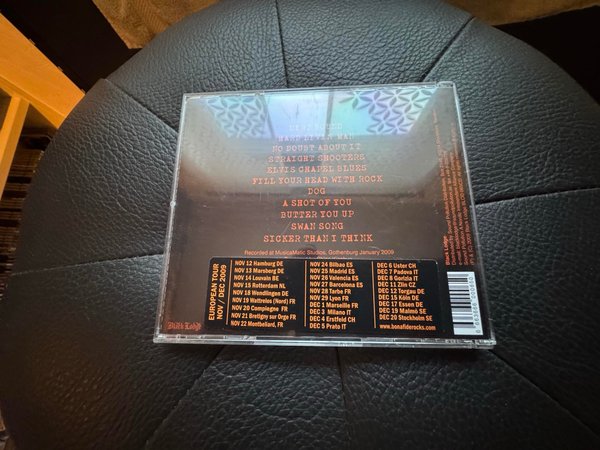 NO DOUBT ABOUT IT
STRAIGHT SHOOTERS
ELVIS CHAPEL BLUES
FILL YOUR HEAD WITH ROCK
DOG
A SHOT OF YOU
BUTTER YOU UP
SWAN SONG
SICKER THAN I THINK
Recorded at MusicaMatic Studios, Gothenburg January 2009
EUROPEAN TOUR
NOV / DEC 2009
NOV 12 Hamburg DE
NOV 13 Marsberg DE
NOV 14 Louvain BE
NOV 15 Rotterdam NL
NOV 18 Wendlingen DE
NOV 19 Wattrelos (Nord) FR
NOV 20 Compiegne FR
NOV 21 Bretigny sur Orge FR
NOV 22 Montbeliard, FR
NOV 24 Bilbao ES
NOV 25 Madrid ES
NOV 26 Valencia ES
NOV 27 Barcelona ES
NOV 28 Tarbe FR
NOV 29 Lyon FR
DEC 1 Marseille FR
DEC 3 Milano IT
DEC 4 Erstfeld CH
DEC 5 Prato IT
DEC 6 Uster CH
DEC 7 Padova IT
DEC 8 Gorizia IT
DEC 11 Zlin CZ
DEC 12 Torgau DE
DEC 15 Köln DE
DEC 17 Essen DE
DEC 19 Malmö SE
DEC 20 Stockholm SE
www.bonafiderocks.com
Black Lodge